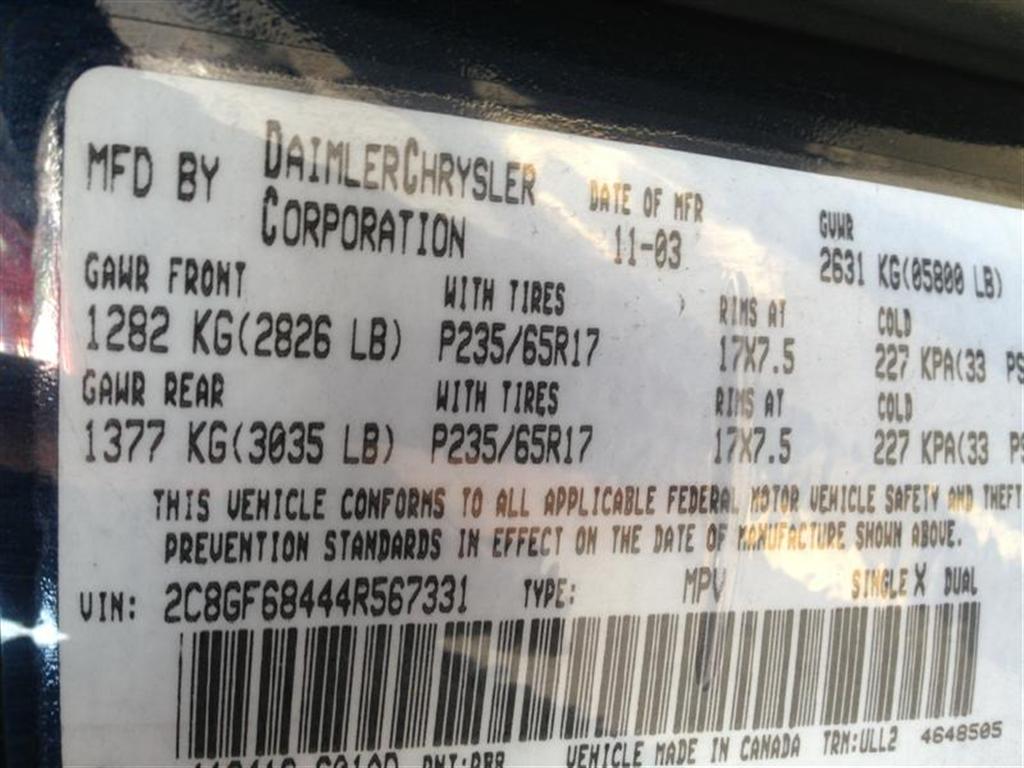 MFD BY DAIMLERCHRYSLER CORPORATION DATE OF MFR 11-03 GVWR 2631 KG(05800 LB)
GAWR FRONT WITH TIRES RIMS AT COLD
1282 KG(2826 LB) P235/65R17 17X7.5 227 KPA(33 PS
GAWR REAR WITH TIRES RIMS AT COLD
1377 KG(3035 LB) P235/65R17 17X7.5 227 KPA(33 PS
THIS VEHICLE CONFORMS TO ALL APPLICABLE FEDERAL MOTOR VEHICLE SAFETY AND THEFT
PREVENTION STANDARDS IN EFFECT ON THE DATE OF MANUFACTURE SHOWN ABOVE.
VIN: 2C8GF68444R567331 TYPE: MPV SINGLE X DUAL
VEHICLE MADE IN CANADA TRM:ULL2 4648505